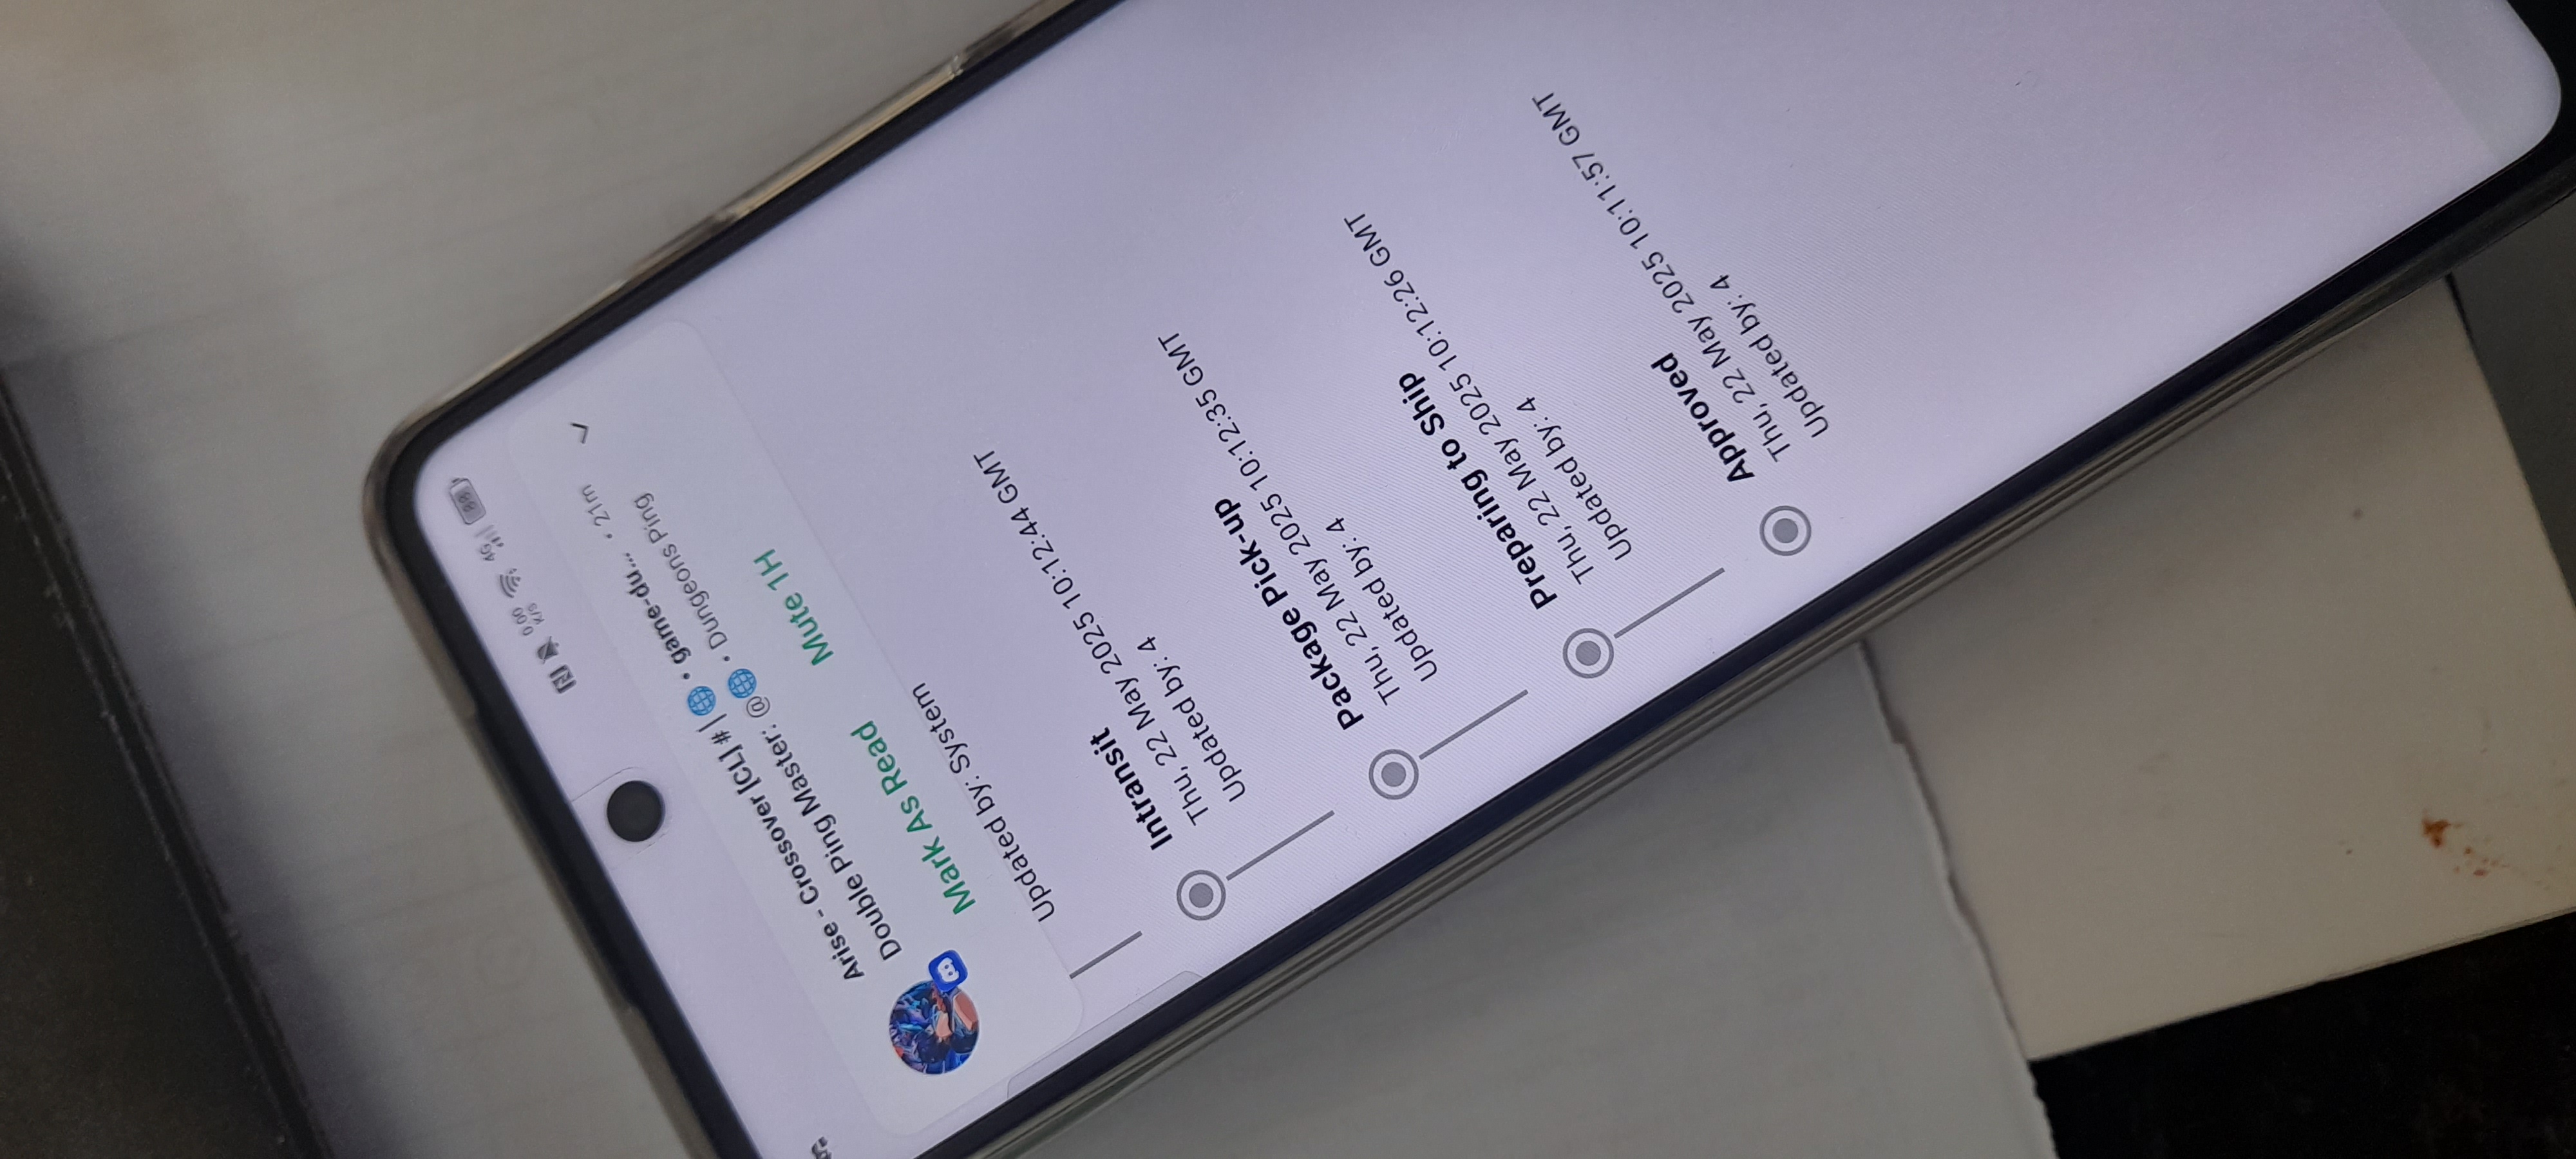 0.00
K/S
4G
88
Arise - Crossover [CL] # | 🌐 • game-du... • 21m
Double Ping Master: @🌐 • Dungeons Ping
Mark As Read Mute 1H
Updated by: System
Intransit
Thu, 22 May 2025 10:12:44 GMT
Updated by: 4
Package Pick-up
Thu, 22 May 2025 10:12:35 GMT
Updated by: 4
Preparing to Ship
Thu, 22 May 2025 10:12:26 GMT
Updated by: 4
Approved
Thu, 22 May 2025 10:11:57 GMT
Updated by: 4